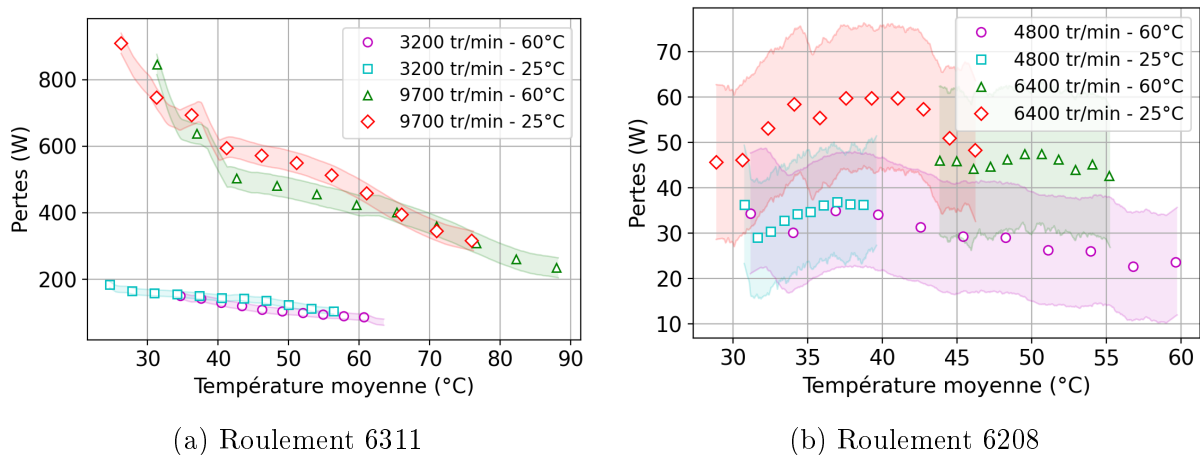 3200 tr/min - 60°C
3200 tr/min - 25°C
9700 tr/min - 60°C
9700 tr/min - 25°C
800
600
400
200
Pertes (W)
30 40 50 60 70 80 90
Température moyenne (°C)
(a) Roulement 6311
4800 tr/min - 60°C
4800 tr/min - 25°C
6400 tr/min - 60°C
6400 tr/min - 25°C
70
60
50
40
30
20
10
Pertes (W)
30 35 40 45 50 55 60
Température moyenne (°C)
(b) Roulement 6208